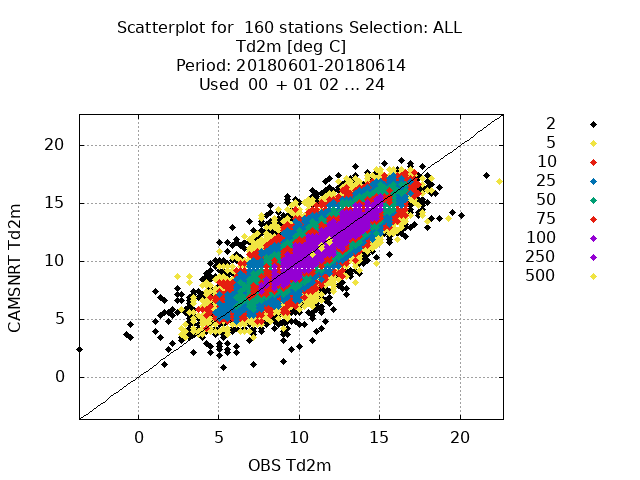 Scatterplot for 160 stations Selection: ALL
Td2m [deg C]
Period: 20180601-20180614
Used 00 + 01 02 ... 24
20
15
10
5
0
CAMSNRT Td2m
0 5 10 15 20
OBS Td2m
2
5
10
25
50
75
100
250
500